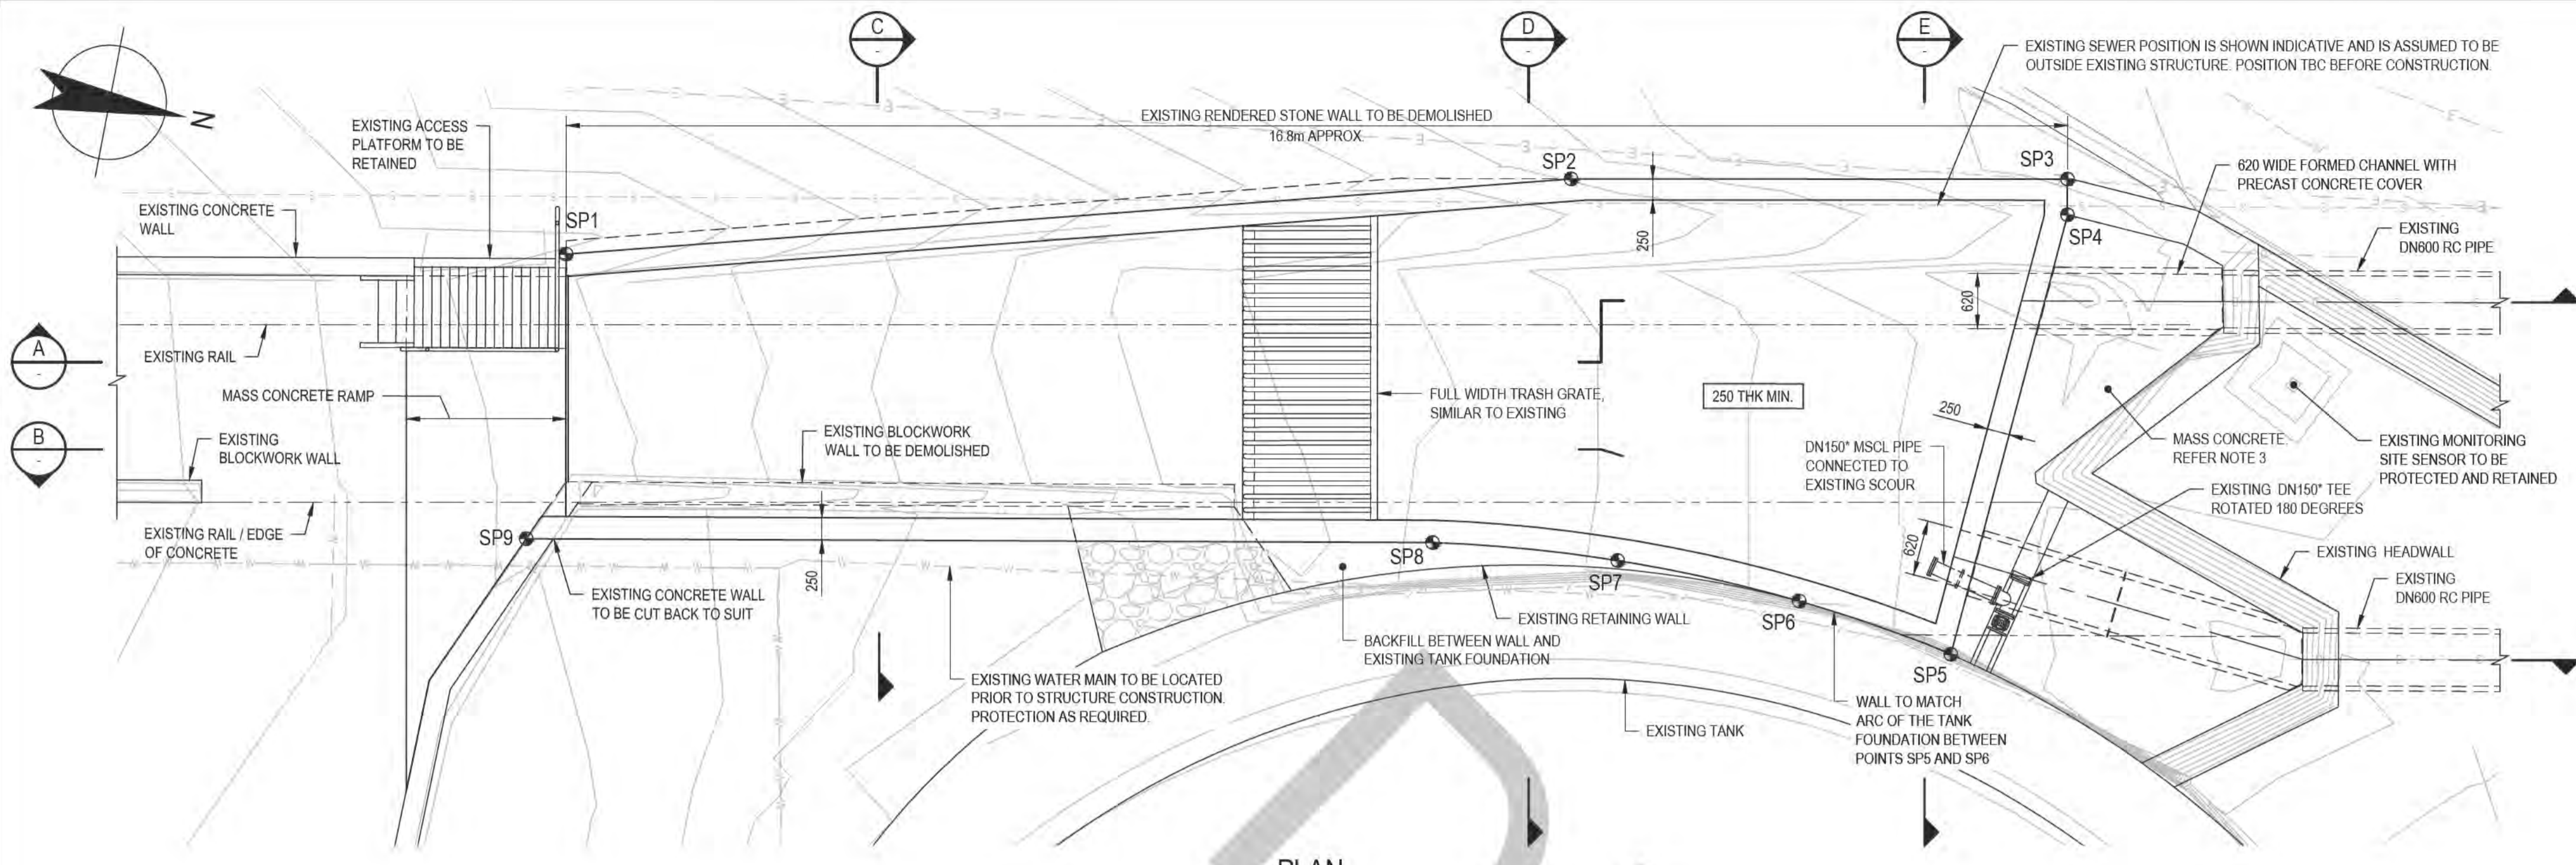 C
-
D
-
E
-
EXISTING SEWER POSITION IS SHOWN INDICATIVE AND IS ASSUMED TO BE
OUTSIDE EXISTING STRUCTURE. POSITION TBC BEFORE CONSTRUCTION.
N
EXISTING ACCESS
PLATFORM TO BE
RETAINED
EXISTING RENDERED STONE WALL TO BE DEMOLISHED
16.8m APPROX.
SP2
SP3
620 WIDE FORMED CHANNEL WITH
PRECAST CONCRETE COVER
EXISTING CONCRETE
WALL
SP1
250
SP4
EXISTING
DN600 RC PIPE
620
A
-
EXISTING RAIL
MASS CONCRETE RAMP
FULL WIDTH TRASH GRATE,
SIMILAR TO EXISTING
250 THK MIN.
250
B
-
EXISTING
BLOCKWORK WALL
EXISTING BLOCKWORK
WALL TO BE DEMOLISHED
DN150* MSCL PIPE
CONNECTED TO
EXISTING SCOUR
MASS CONCRETE,
REFER NOTE 3
EXISTING MONITORING
SITE SENSOR TO BE
PROTECTED AND RETAINED
EXISTING DN150* TEE
ROTATED 180 DEGREES
EXISTING RAIL / EDGE
OF CONCRETE
SP9
SP8
SP7
620
EXISTING HEADWALL
EXISTING
DN600 RC PIPE
250
EXISTING CONCRETE WALL
TO BE CUT BACK TO SUIT
EXISTING RETAINING WALL
SP6
BACKFILL BETWEEN WALL AND
EXISTING TANK FOUNDATION
SP5
EXISTING WATER MAIN TO BE LOCATED
PRIOR TO STRUCTURE CONSTRUCTION.
PROTECTION AS REQUIRED.
WALL TO MATCH
ARC OF THE TANK
FOUNDATION BETWEEN
POINTS SP5 AND SP6
EXISTING TANK
PLAN